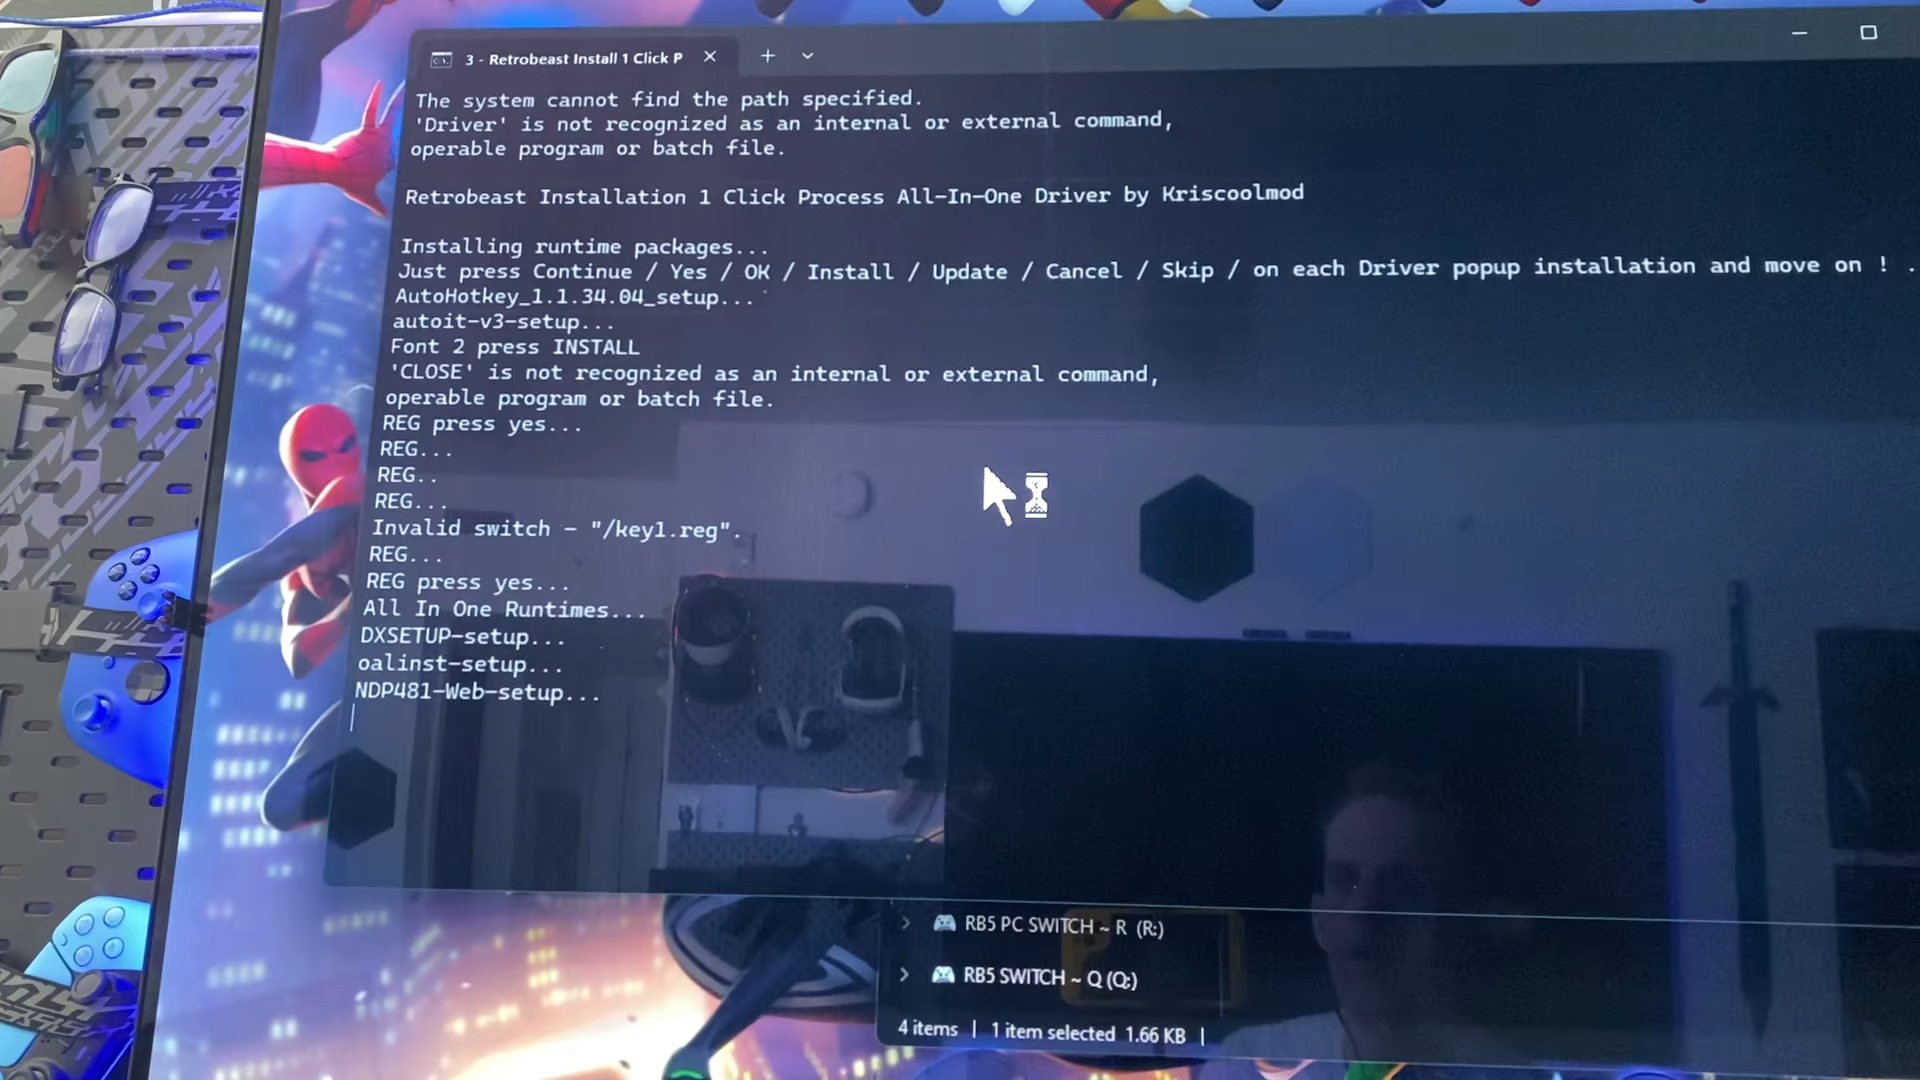 3 - Retrobeast Install 1 Click P
The system cannot find the path specified.
'Driver' is not recognized as an internal or external command,
operable program or batch file.
Retrobeast Installation 1 Click Process All-In-One Driver by Kriscoolmod
Installing runtime packages...
Just press Continue / Yes / OK / Install / Update / Cancel / Skip / on each Driver popup installation and move on ! .
AutoHotkey_1.1.34.04_setup...
autoit-v3-setup...
Font 2 press INSTALL
'CLOSE' is not recognized as an internal or external command,
operable program or batch file.
REG press yes...
REG...
REG..
REG...
Invalid switch - "/key1.reg".
REG...
REG press yes...
All In One Runtimes...
DXSETUP-setup...
oalinst-setup...
NDP481-Web-setup...
RB5 PC SWITCH ~ R (R:)
RB5 SWITCH ~ Q (Q:)
4 items | 1 item selected 1.66 KB |